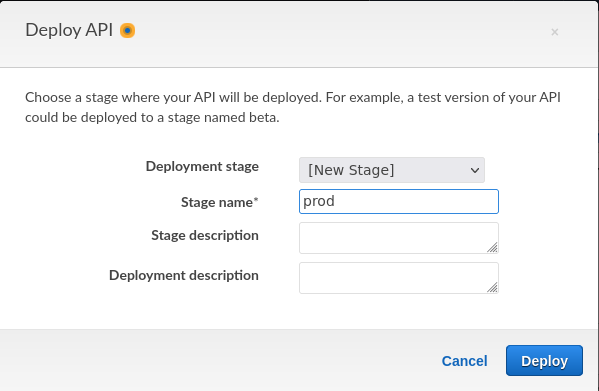 Deploy API
×
Choose a stage where your API will be deployed. For example, a test version of your API
could be deployed to a stage named beta.
Deployment stage [New Stage]
Stage name* prod
Stage description
Deployment description
Cancel Deploy